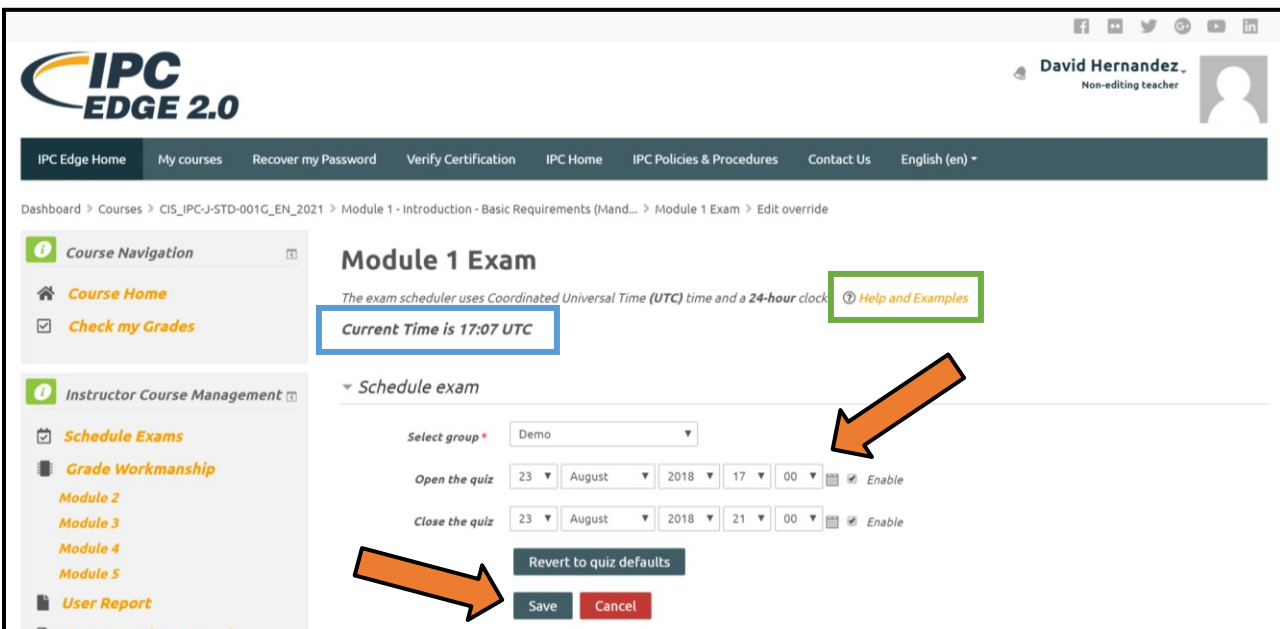 IPC
EDGE 2.0
David Hernandez
Non-editing teacher
IPC Edge Home My courses Recover my Password Verify Certification IPC Home IPC Policies & Procedures Contact Us English (en)
Dashboard > Courses > CIS_IPC-J-STD-001G_EN_2021 > Module 1 - Introduction - Basic Requirements (Mand... > Module 1 Exam > Edit override
Course Navigation
Course Home
Check my Grades
Module 1 Exam
The exam scheduler uses Coordinated Universal Time (UTC) time and a 24-hour clock Help and Examples
Current Time is 17:07 UTC
Instructor Course Management
Schedule Exams
Grade Workmanship
Module 2
Module 3
Module 4
Module 5
User Report
Schedule exam
Select group * Demo
Open the quiz 23 August 2018 17 00 Enable
Close the quiz 23 August 2018 21 00 Enable
Revert to quiz defaults
Save Cancel